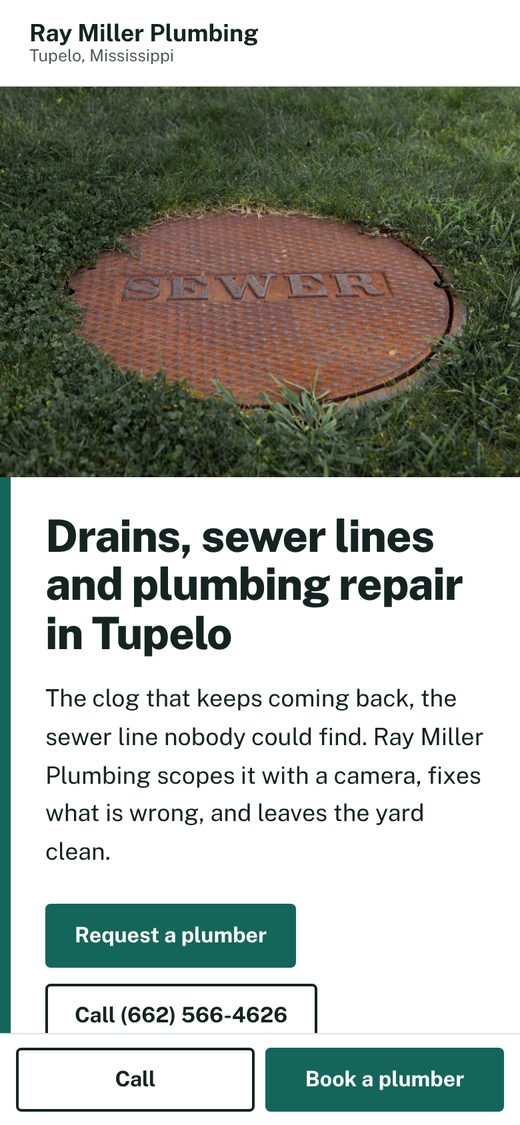 Ray Miller Plumbing
Tupelo, Mississippi
SEWER
Drains, sewer lines
and plumbing repair
in Tupelo
The clog that keeps coming back, the
sewer line nobody could find. Ray Miller
Plumbing scopes it with a camera, fixes
what is wrong, and leaves the yard
clean.
Request a plumber
Call (662) 566-4626
Call
Book a plumber